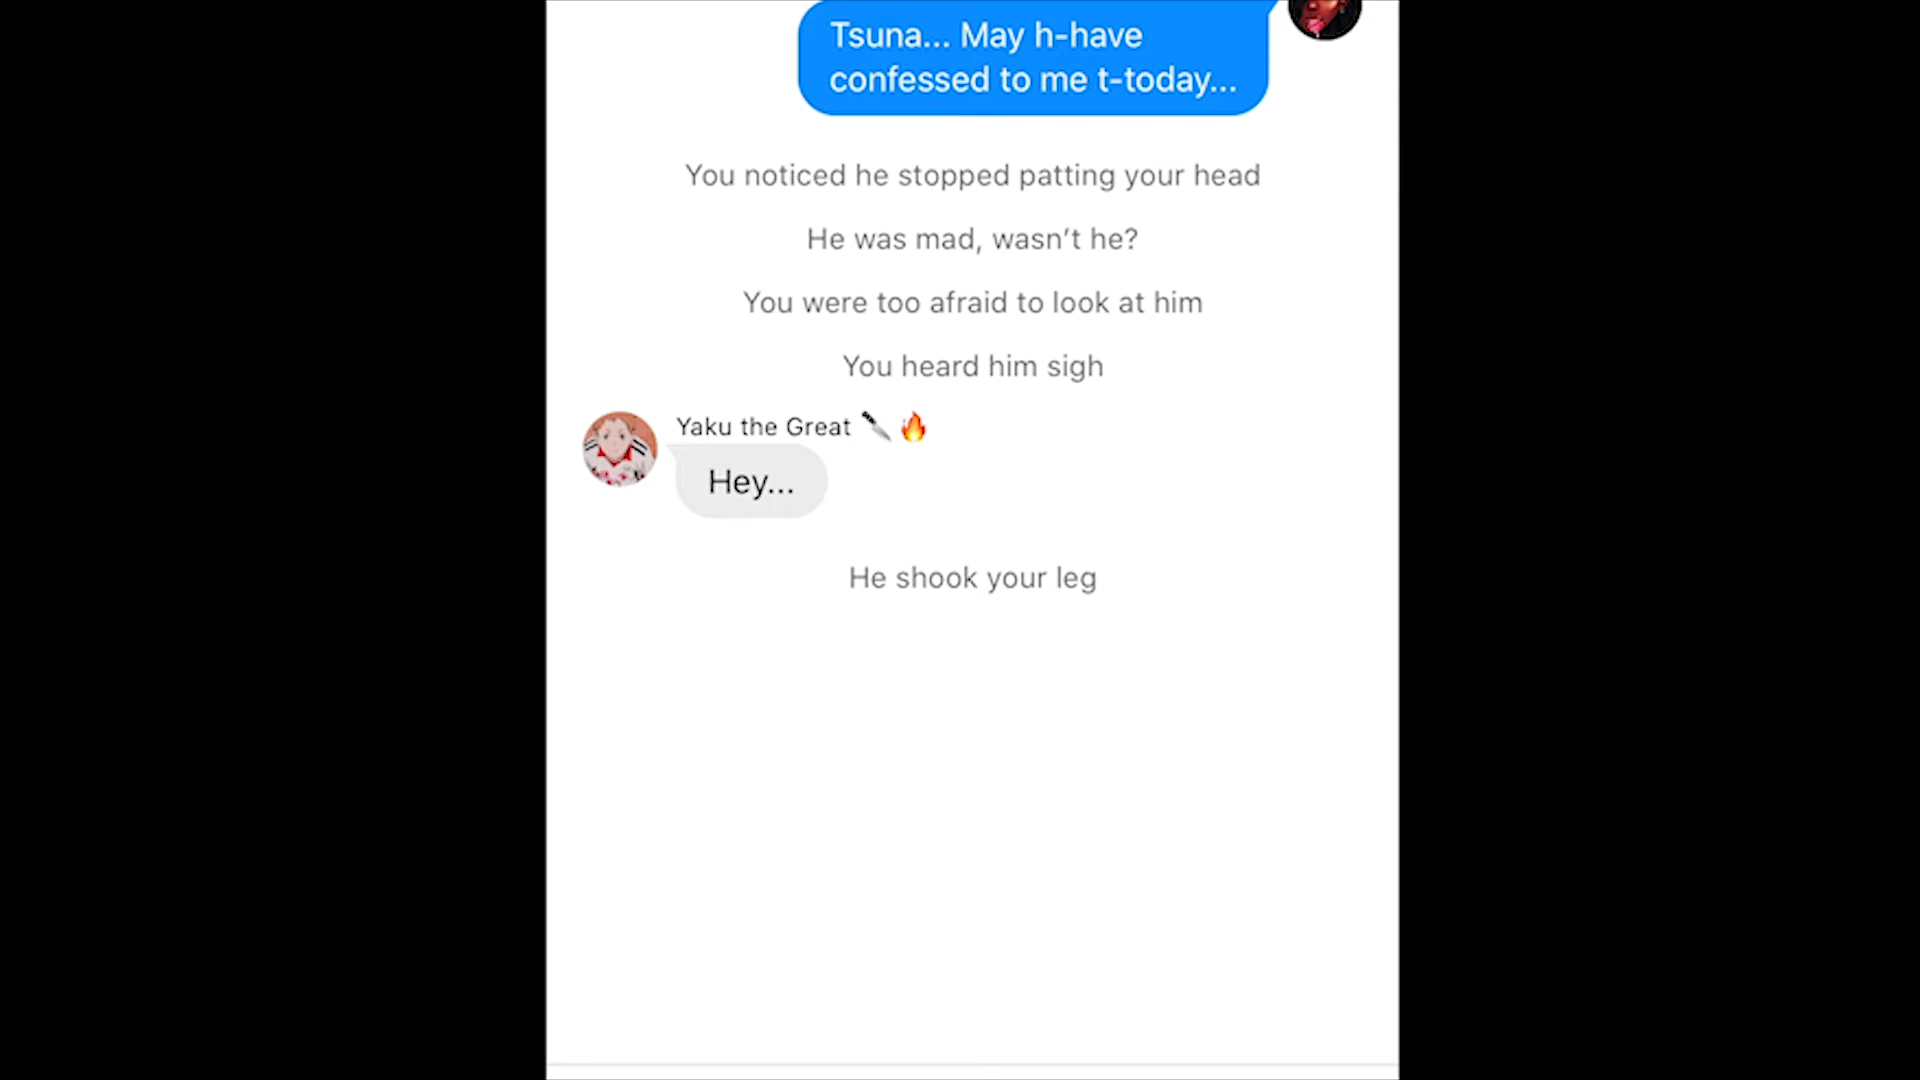 Tsuna... May h-have
confessed to me t-today...
You noticed he stopped patting your head
He was mad, wasn’t he?
You were too afraid to look at him
You heard him sigh
Yaku the Great 🔪 🔥
Hey...
He shook your leg